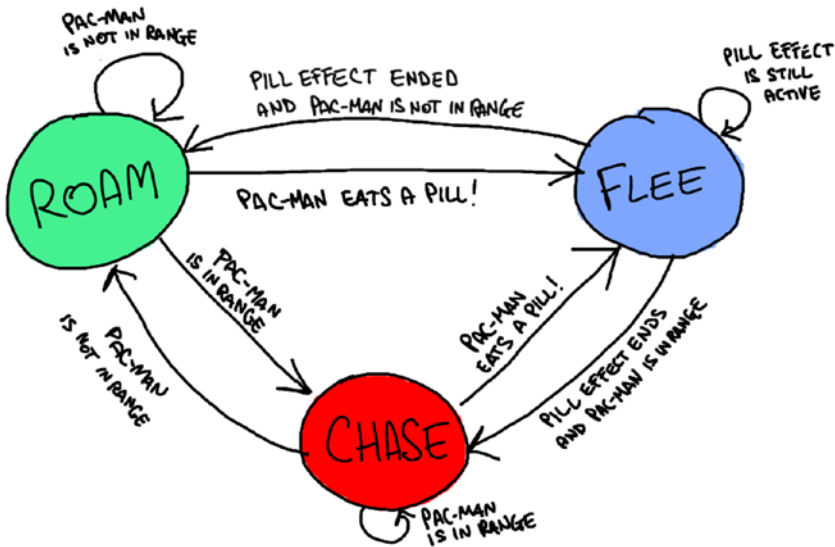 PAC-MAN
IS NOT IN RANGE
PILL EFFECT
IS STILL
ACTIVE
PILL EFFECT ENDED
AND PAC-MAN IS NOT IN RANGE
ROAM
FLEE
PAC-MAN EATS A PILL!
PAC-MAN
IS IN RANGE
PAC-MAN
EATS A PILL!
PAC-MAN
IS NOT IN RANGE
PILL EFFECT ENDS
AND PAC-MAN IS IN RANGE
CHASE
PAC-MAN
IS IN RANGE